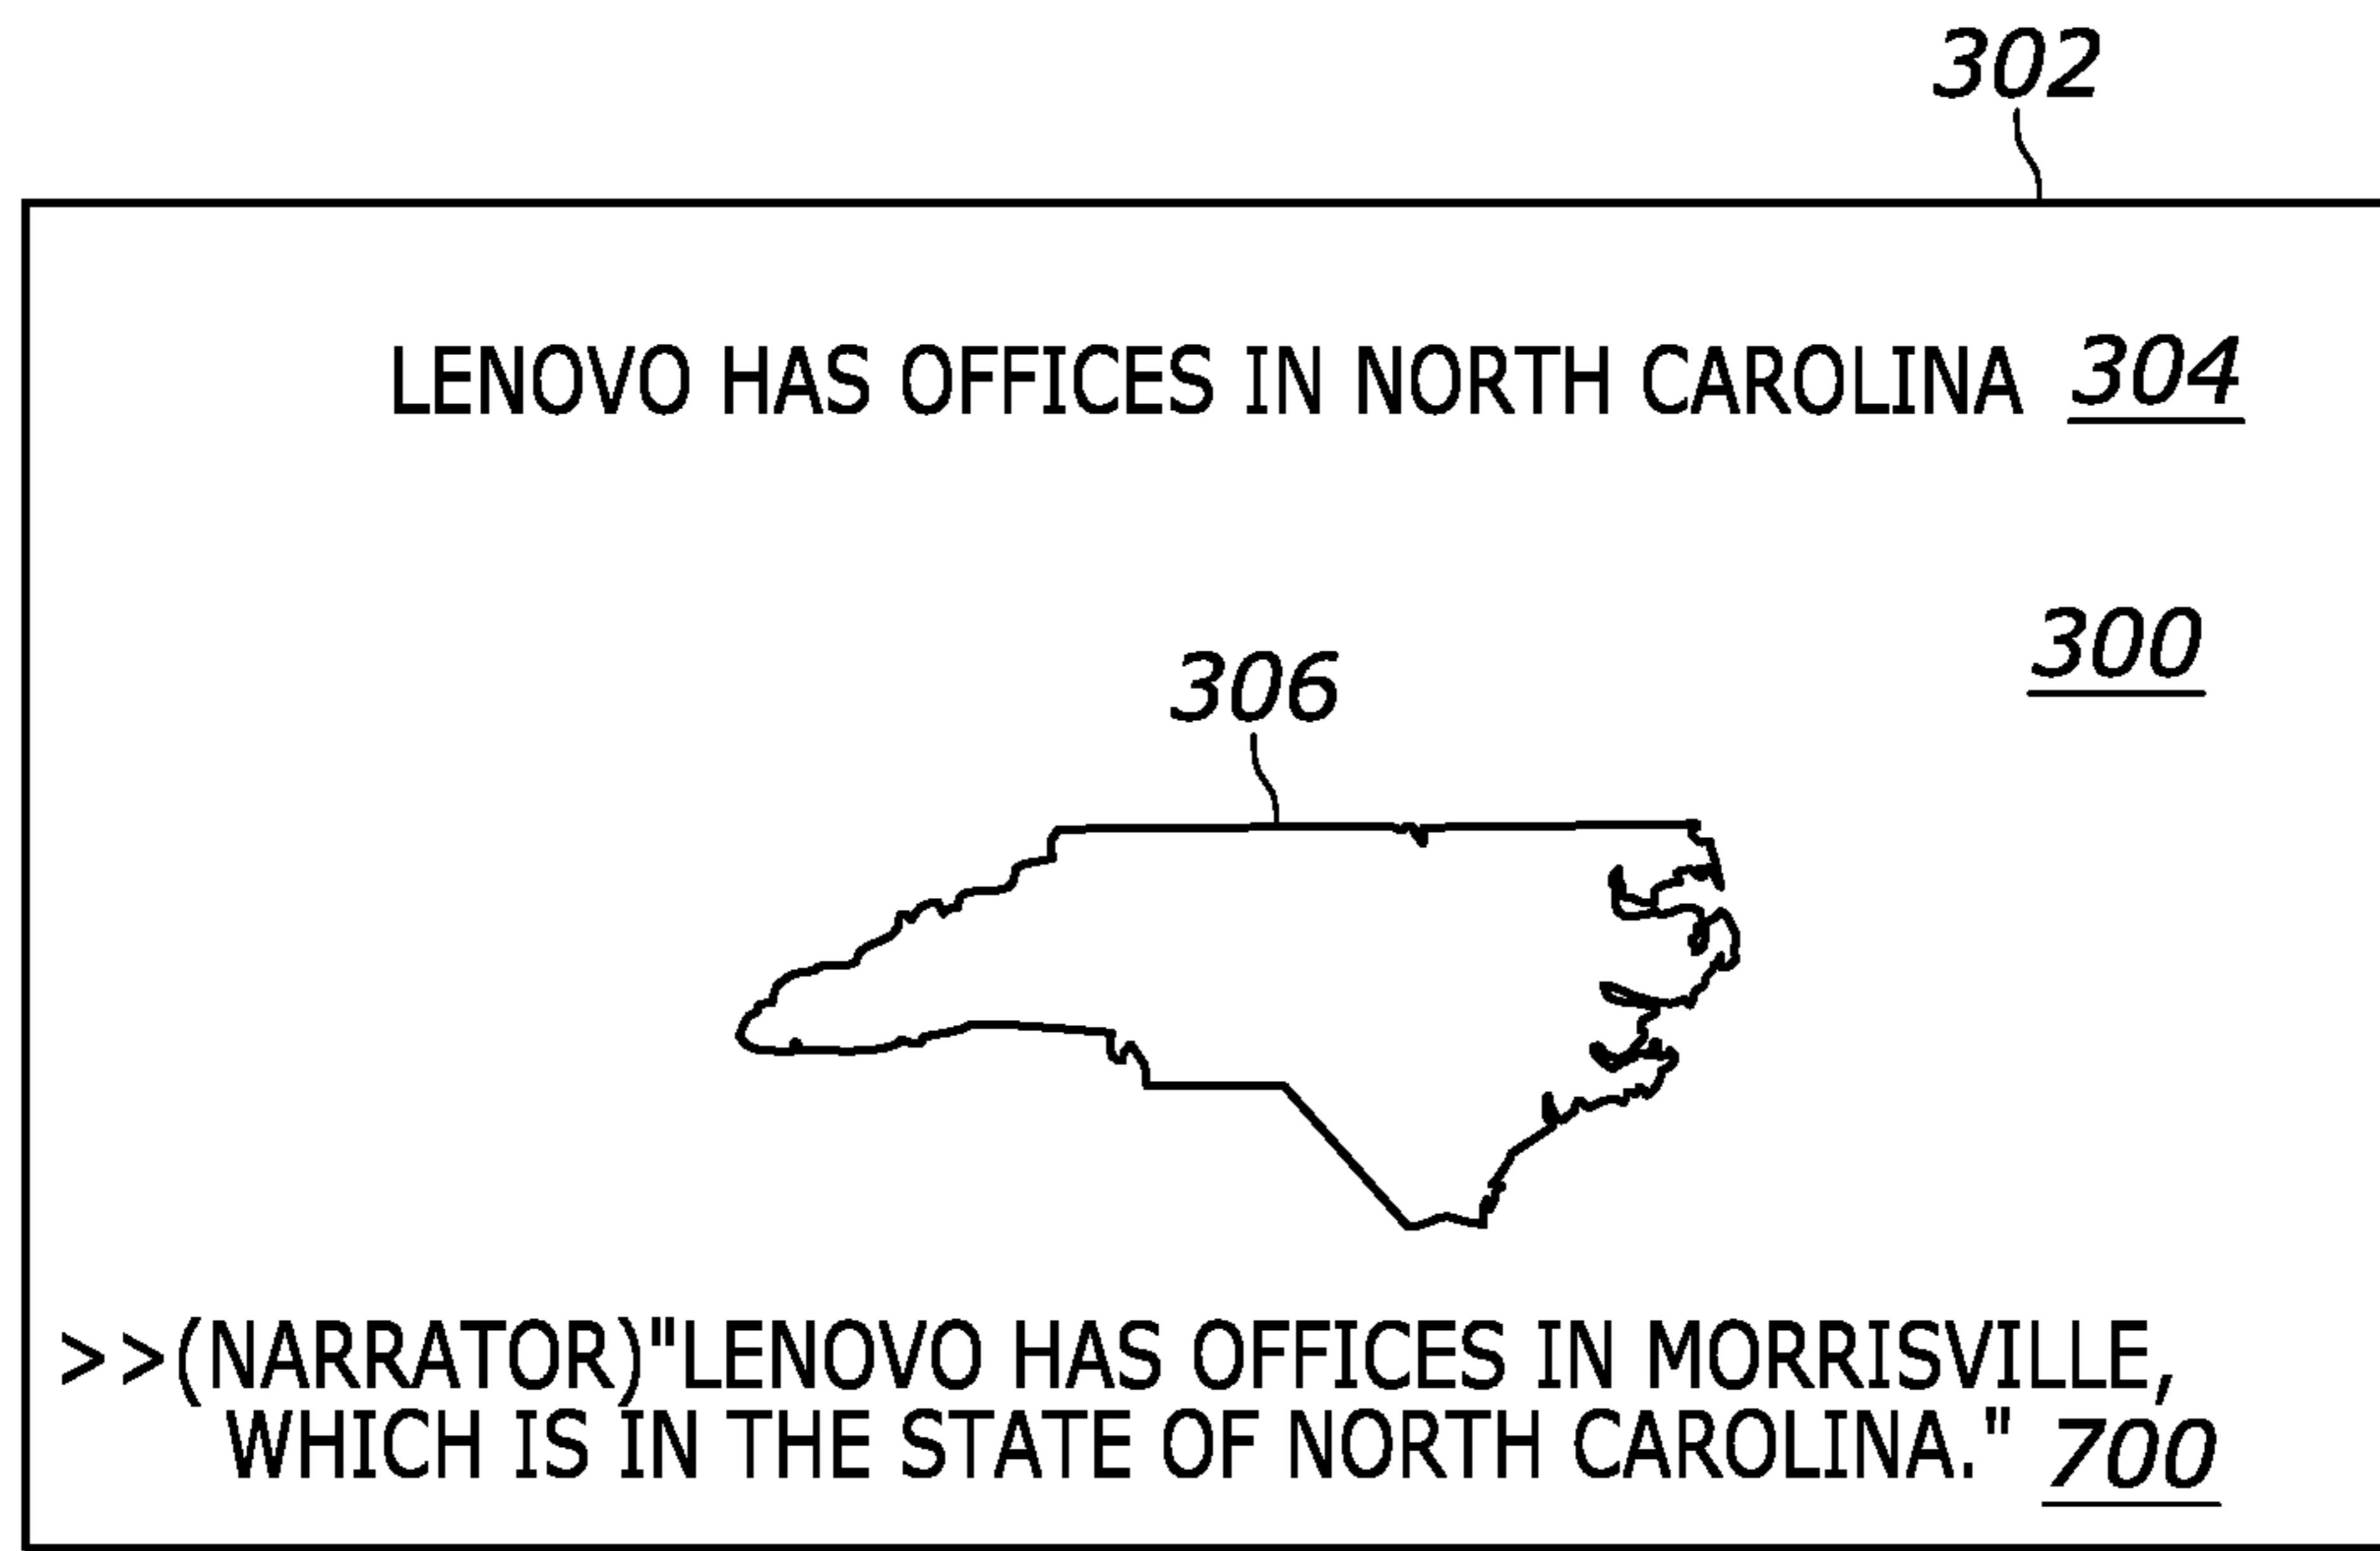 302
LENOVO HAS OFFICES IN NORTH CAROLINA 304
300
306
>>(NARRATOR)"LENOVO HAS OFFICES IN MORRISVILLE,
WHICH IS IN THE STATE OF NORTH CAROLINA." 700